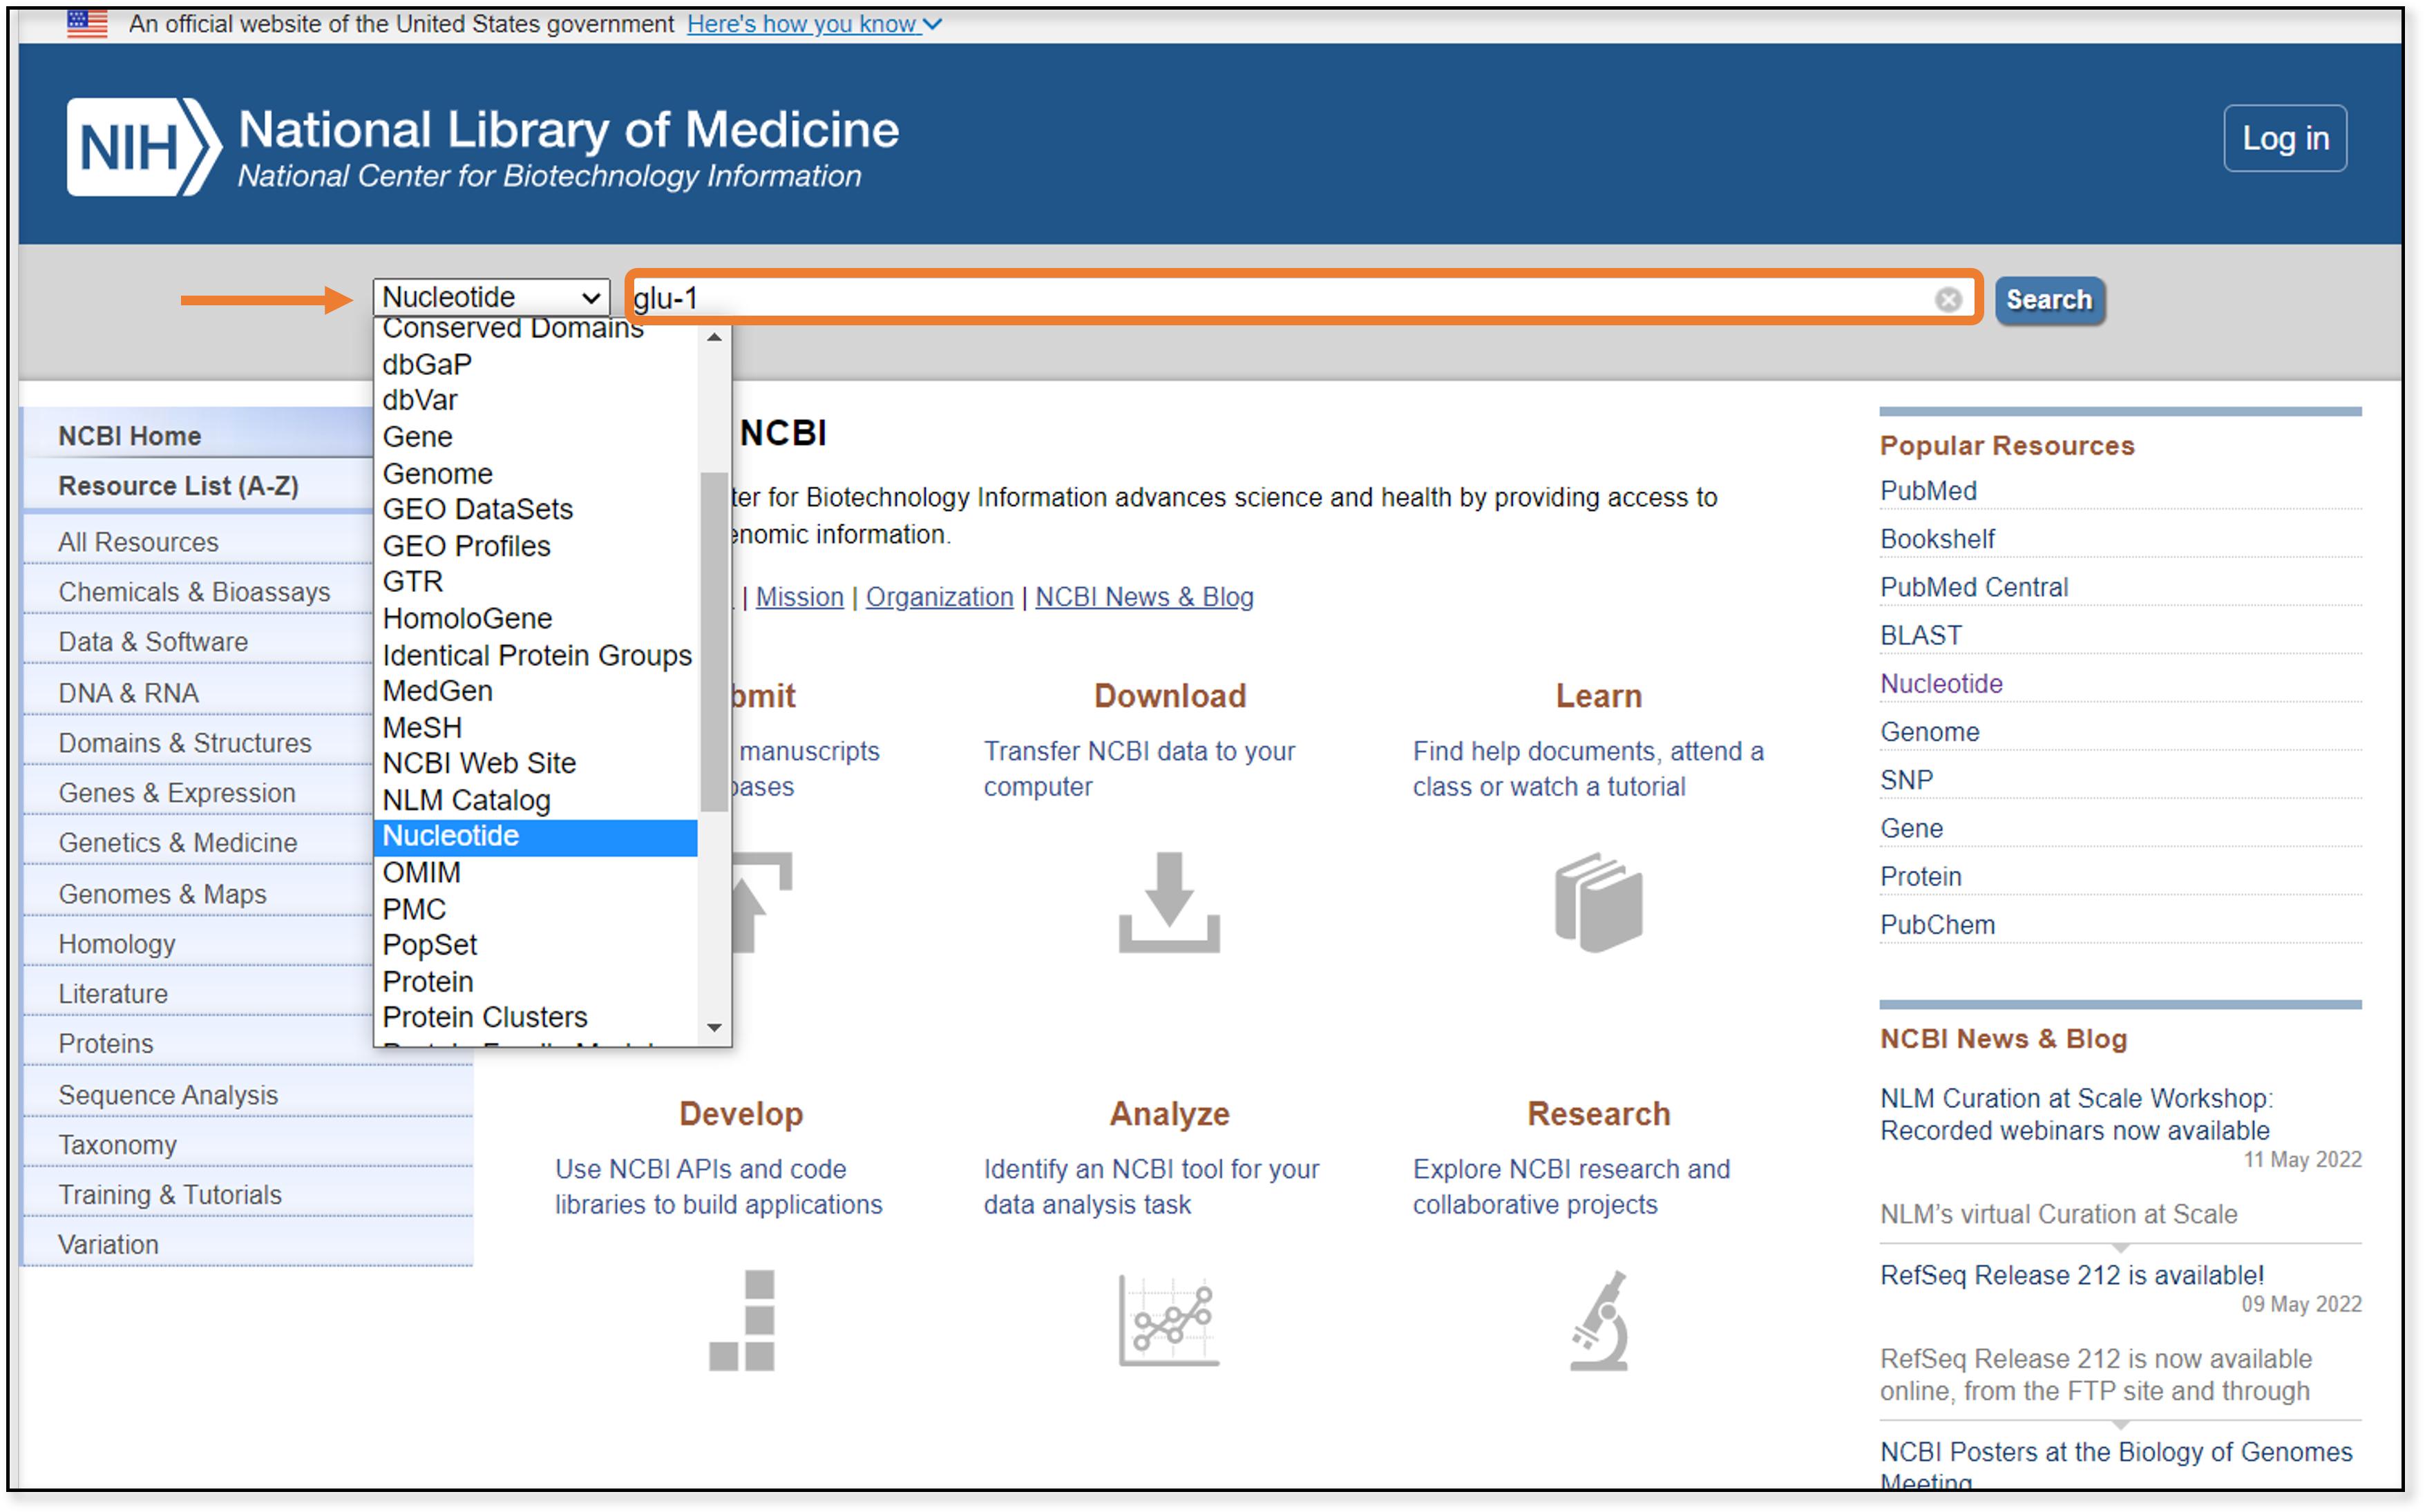 An official website of the United States government Here's how you know
NIH National Library of Medicine
National Center for Biotechnology Information
Log in
Nucleotide glu-1 Search
Conserved Domains
dbGaP
dbVar
Gene
Genome
GEO DataSets
GEO Profiles
GTR
HomoloGene
Identical Protein Groups
MedGen
MeSH
NCBI Web Site
NLM Catalog
Nucleotide
OMIM
PMC
PopSet
Protein
Protein Clusters
NCBI Home
Resource List (A-Z)
All Resources
Chemicals & Bioassays
Data & Software
DNA & RNA
Domains & Structures
Genes & Expression
Genetics & Medicine
Genomes & Maps
Homology
Literature
Proteins
Sequence Analysis
Taxonomy
Training & Tutorials
Variation
NCBI
for Biotechnology Information advances science and health by providing access to
information.
| Mission | Organization | NCBI News & Blog
manuscripts
Download
Transfer NCBI data to your
computer
Learn
Find help documents, attend a
class or watch a tutorial
Develop
Use NCBI APIs and code
libraries to build applications
Analyze
Identify an NCBI tool for your
data analysis task
Research
Explore NCBI research and
collaborative projects
Popular Resources
PubMed
Bookshelf
PubMed Central
BLAST
Nucleotide
Genome
SNP
Gene
Protein
PubChem
NCBI News & Blog
NLM Curation at Scale Workshop:
Recorded webinars now available
11 May 2022
NLM's virtual Curation at Scale
RefSeq Release 212 is available!
09 May 2022
RefSeq Release 212 is now available
online, from the FTP site and through
NCBI Posters at the Biology of Genomes
Meeting